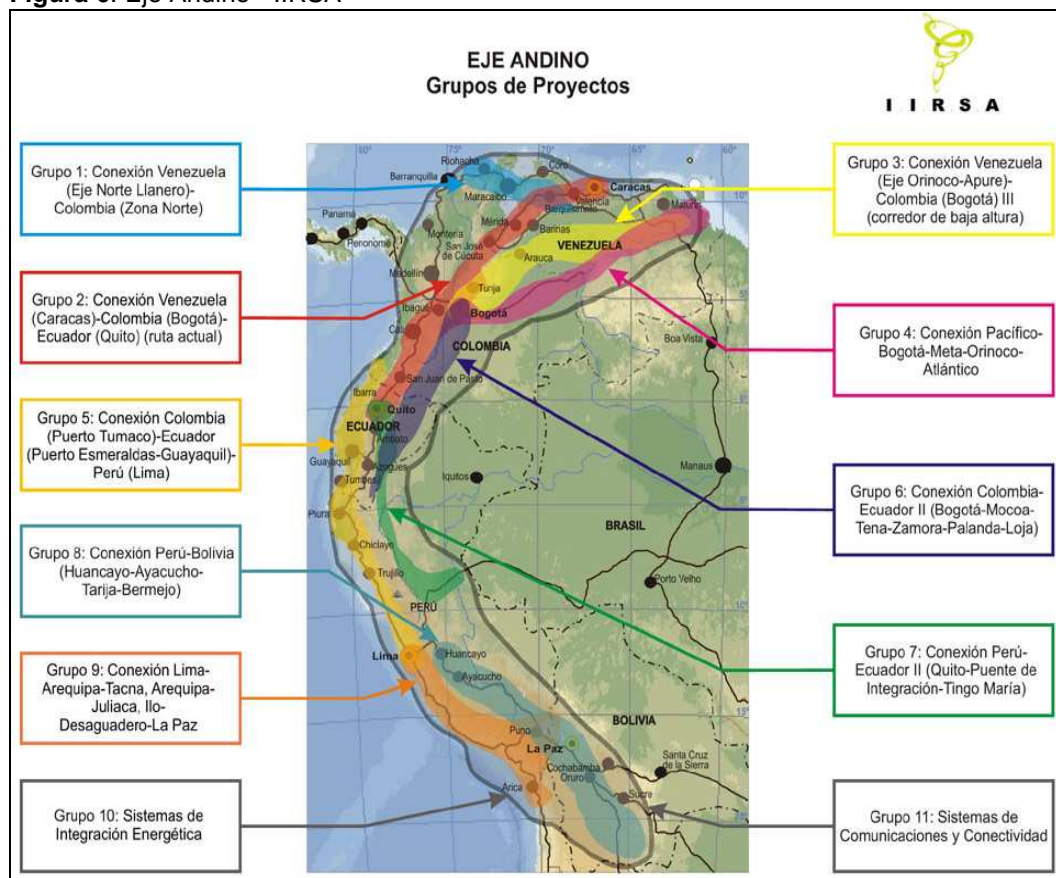 EJE ANDINO
Grupos de Proyectos
I I R S A
Grupo 1: Conexión Venezuela
(Eje Norte Llanero)-
Colombia (Zona Norte)
Grupo 2: Conexión Venezuela
(Caracas)-Colombia (Bogotá)-
Ecuador (Quito) (ruta actual)
Grupo 5: Conexión Colombia
(Puerto Tumaco)-Ecuador
(Puerto Esmeraldas-Guayaquil)-
Perú (Lima)
Grupo 8: Conexión Perú-Bolivia
(Huancayo-Ayacucho-
Tarija-Bermejo)
Grupo 9: Conexión Lima-
Arequipa-Tacna, Arequipa-
Juliaca, Ilo-
Desaguadero-La Paz
Grupo 10: Sistemas de
Integración Energética
80°
75°
70°
65°
60°
Riohacha
Coro
Barranquilla
Caracas
Maracaibo
Valencia
Barquisimeto
Maturín
Panamá
Penonomé
Montería
Mérida
Barinas
San José
de Cúcuta
VENEZUELA
Arauca
Medellín
Tunja
Ibagué
Bogotá
Cali
COLOMBIA
Boa Vista
San Juan de Pasto
Ibarra
Quito
ECUADOR
Ambato
Guayaquil
Azogues
Tumbes
Iquitos
Manaus
Piura
BRASIL
Chiclayo
Trujillo
Porto Velho
PERÚ
Lima
Huancayo
Ayacucho
BOLIVIA
Puno
La Paz
Cochabamba
Oruro
Santa Cruz
de la Sierra
Arica
Sucre
Grupo 3: Conexión Venezuela
(Eje Orinoco-Apure)-
Colombia (Bogotá) III
(corredor de baja altura)
Grupo 4: Conexión Pacífico-
Bogotá-Meta-Orinoco-
Atlántico
Grupo 6: Conexión Colombia-
Ecuador II (Bogotá-Mocoa-
Tena-Zamora-Palanda-Loja)
Grupo 7: Conexión Perú-
Ecuador II (Quito-Puente de
Integración-Tingo María)
Grupo 11: Sistemas de
Comunicaciones y Conectividad